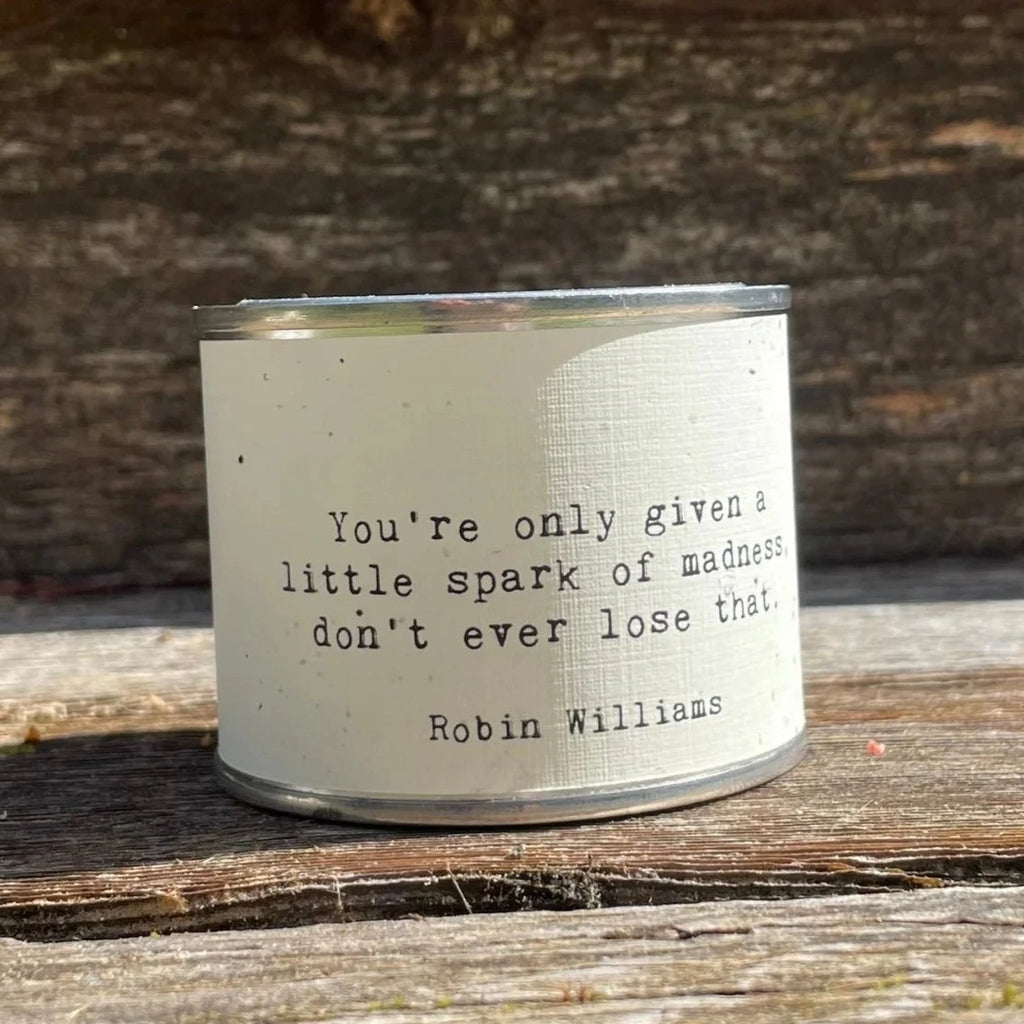 You're only given a
little spark of madness,
don't ever lose that.
Robin Williams